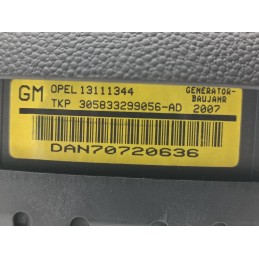 GM OPEL 13111344 GENERATOR-
BAUJAHR
TKP 305833299056-AD 2007
DAN70720636